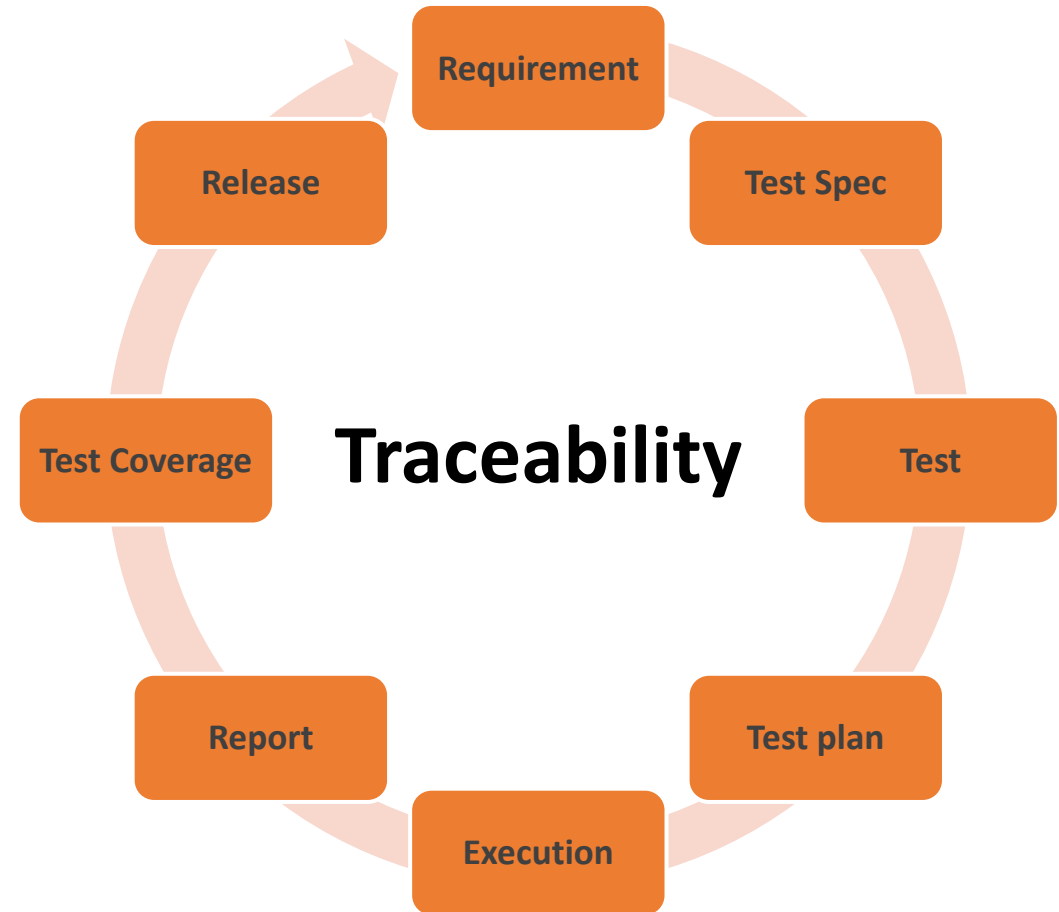 Requirement
Test Spec
Test
Test plan
Execution
Report
Test Coverage
Release
Traceability